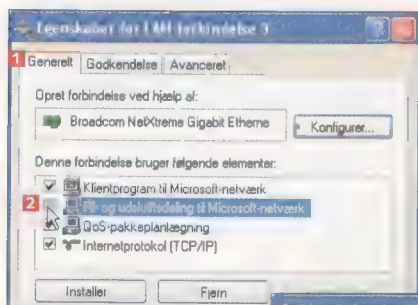 Egenskaber for LAN forbindelse 3
1 Generelt Godkendelse Avanceret
Opret forbindelse ved hjælp af:
Broadcom NetXtreme Gigabit Etherne Konfigurer...
Denne forbindelse bruger følgende elementer:
Klientprogram til Microsoft-netværk
2 Fil- og udskriftsdeling til Microsoft-netværk
QoS-pakkeplanlægning
Internetprotokol (TCP/IP)
Installer Fjern